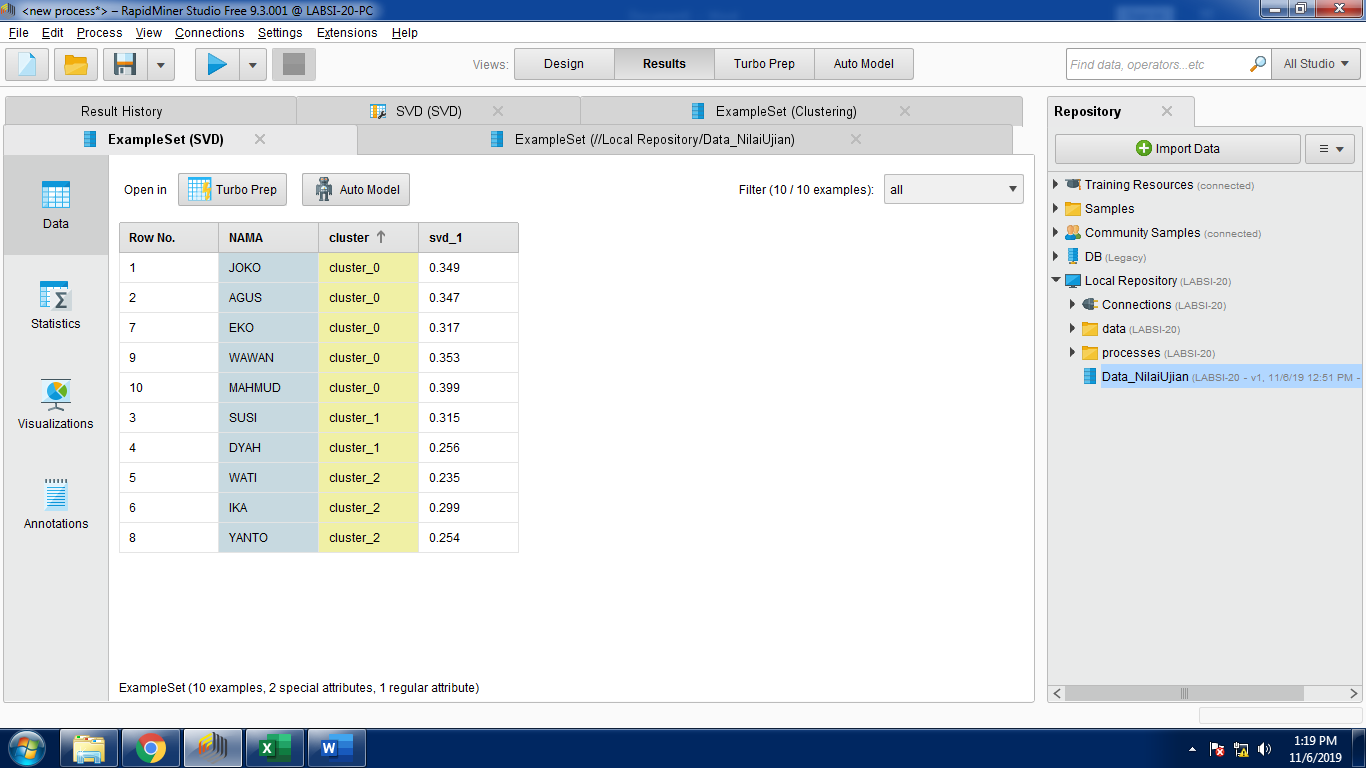 <new process*> – RapidMiner Studio Free 9.3.001 @ LABSI-20-PC
File Edit Process View Connections Settings Extensions Help
Views: Design Results Turbo Prep Auto Model Find data, operators...etc All Studio
Result History SVD (SVD) ExampleSet (Clustering)
ExampleSet (SVD) ExampleSet (//Local Repository/Data_NilaiUjian)
Data
Statistics
Visualizations
Annotations
Open in Turbo Prep Auto Model Filter (10 / 10 examples): all
Row No. NAMA cluster svd_1
1 JOKO cluster_0 0.349
2 AGUS cluster_0 0.347
7 EKO cluster_0 0.317
9 WAWAN cluster_0 0.353
10 MAHMUD cluster_0 0.399
3 SUSI cluster_1 0.315
4 DYAH cluster_1 0.256
5 WATI cluster_2 0.235
6 IKA cluster_2 0.299
8 YANTO cluster_2 0.254
ExampleSet (10 examples, 2 special attributes, 1 regular attribute)
Repository
Import Data
Training Resources (connected)
Samples
Community Samples (connected)
DB (Legacy)
Local Repository (LABSI-20)
Connections (LABSI-20)
data (LABSI-20)
processes (LABSI-20)
Data_NilaiUjian (LABSI-20 - v1, 11/6/19 12:51 PM -
1:19 PM
11/6/2019